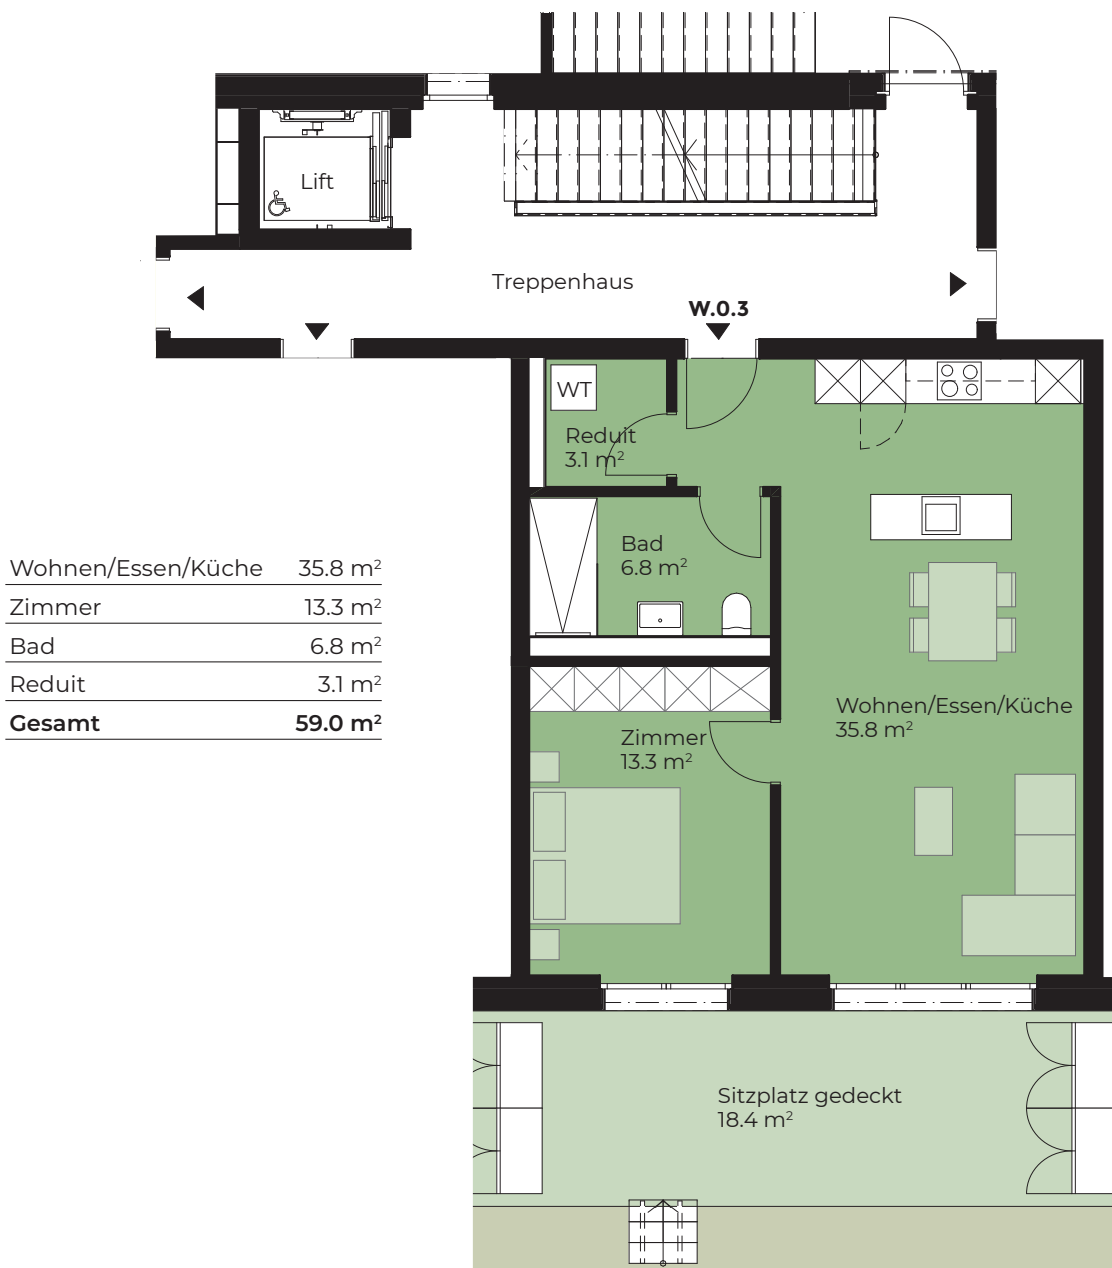 Lift
Treppenhaus
W.0.3
WT
Reduit
3.1 m²
Bad
6.8 m²
Wohnen/Essen/Küche 35.8 m²
Zimmer 13.3 m²
Bad 6.8 m²
Reduit 3.1 m²
Gesamt 59.0 m²
Wohnen/Essen/Küche
35.8 m²
Zimmer
13.3 m²
Sitzplatz gedeckt
18.4 m²